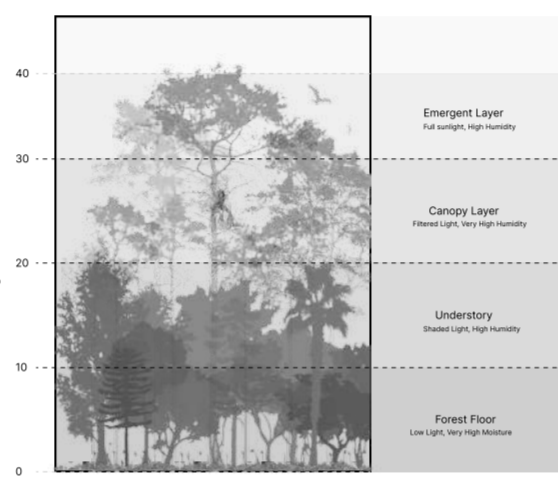 40
Emergent Layer
Full sunlight, High Humidity
30
Canopy Layer
Filtered Light, Very High Humidity
20
Understory
Shaded Light, High Humidity
10
Forest Floor
Low Light, Very High Moisture
0